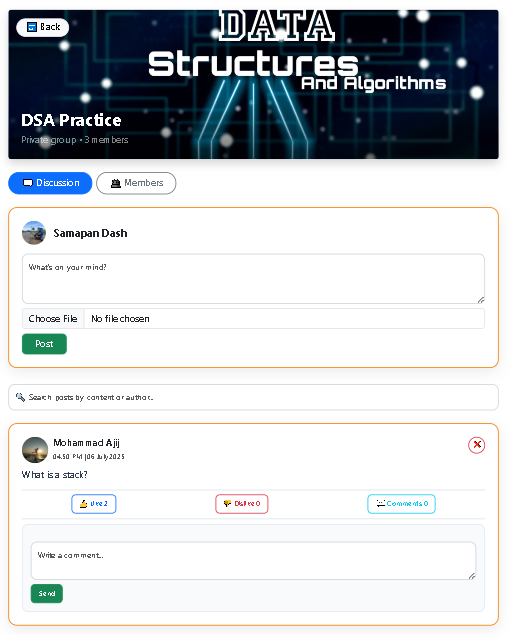 DATA
Structures
And Algorithms
Back
DSA Practice
Private group • 3 members
Discussion
Members
Samapan Dash
What's on your mind?
Choose File No file chosen
Post
Search posts by content or author...
Mohammad Ajij
04:50 PM | 06 July 2025
What is a stack?
Like 2
Dislike 0
Comments 0
Write a comment...
Send